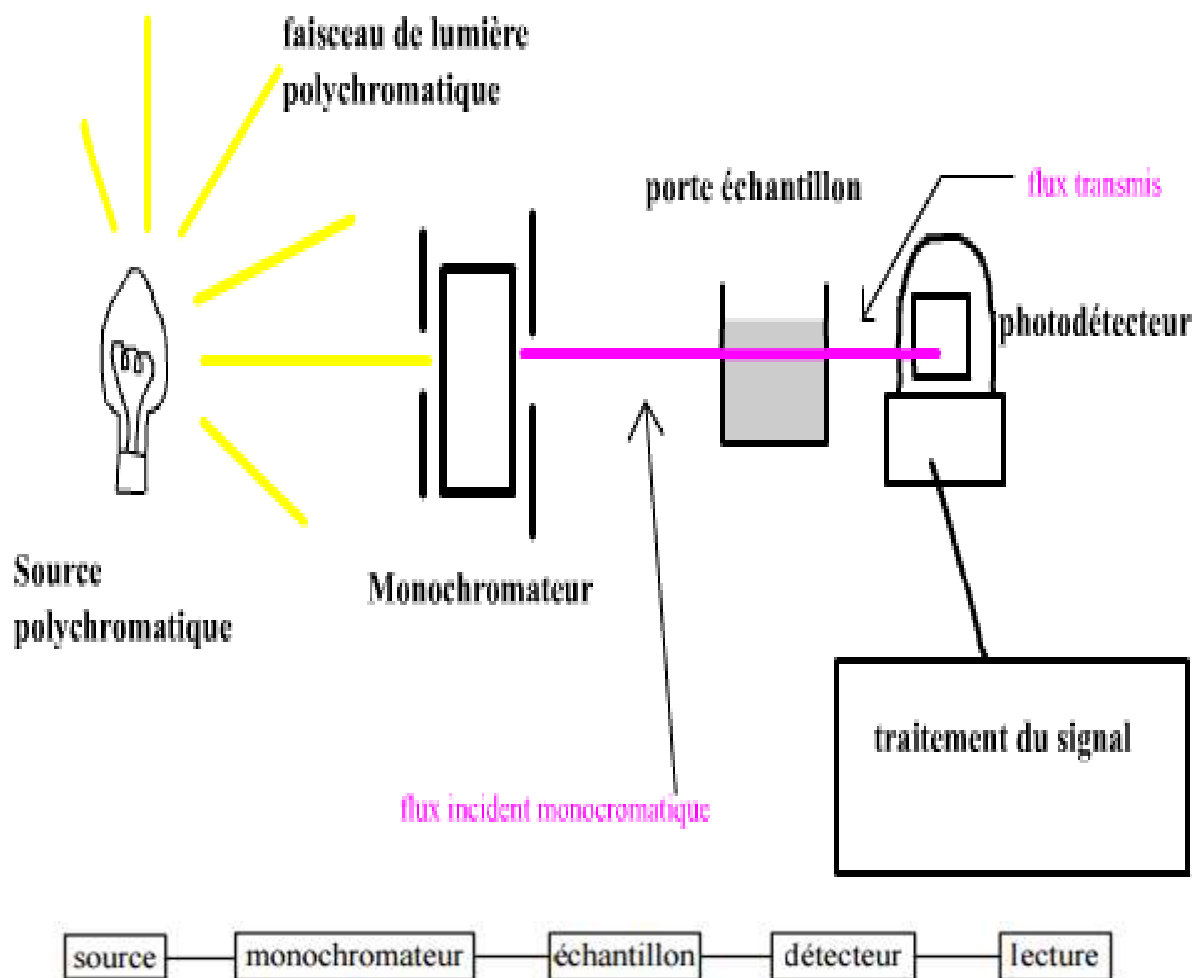 faisceau de lumière
polychromatique
porte échantillon
flux transmis
photodétecteur
Source
polychromatique
Monochromateur
traitement du signal
flux incident monocromatique
source
monochromateur
échantillon
détecteur
lecture